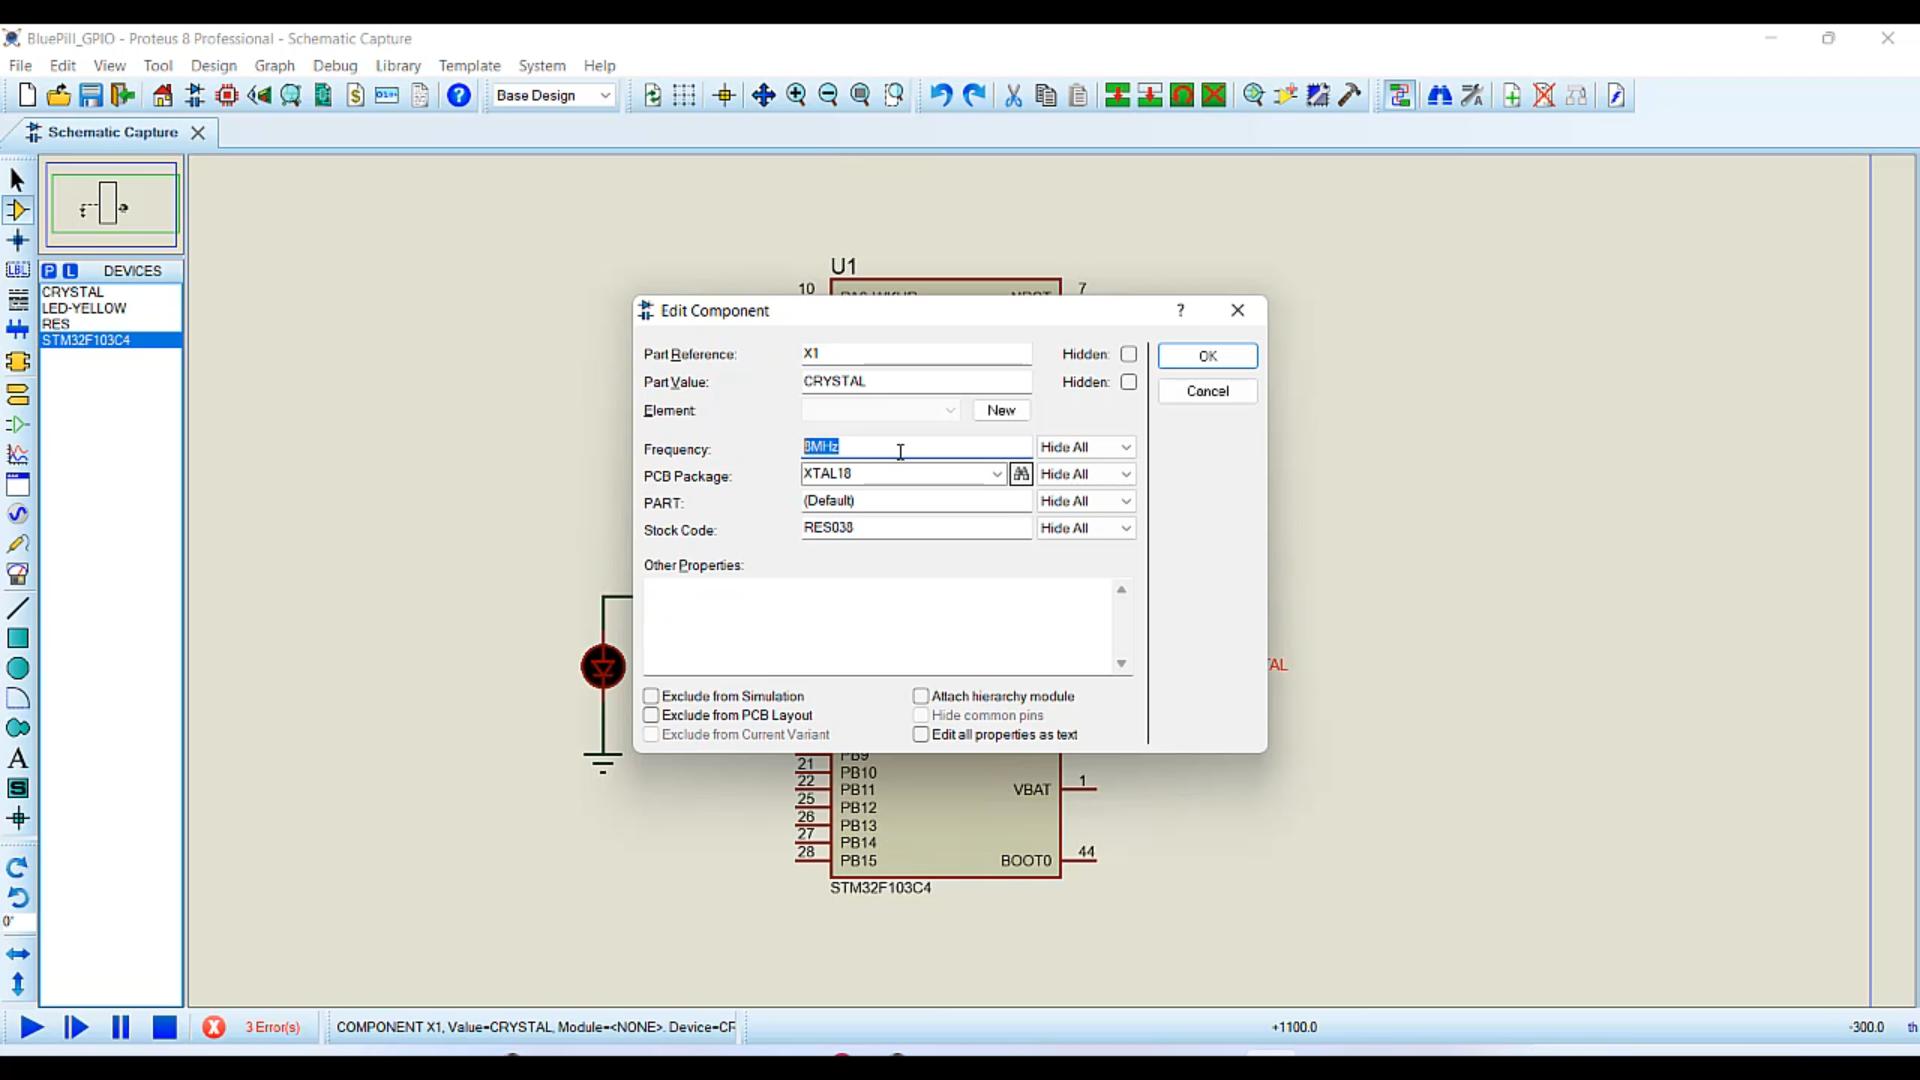 BluePill_GPIO - Proteus 8 Professional - Schematic Capture
File Edit View Tool Design Graph Debug Library Template System Help
Base Design
Schematic Capture
P L DEVICES
CRYSTAL
LED-YELLOW
RES
STM32F103C4
LBL
A
S
0°
U1
10
7
Edit Component
?
Part Reference: X1 Hidden:
OK
Part Value: CRYSTAL Hidden:
Cancel
Element: New
Frequency: 8MHz Hide All
PCB Package: XTAL18 Hide All
PART: (Default) Hide All
Stock Code: RES038 Hide All
Other Properties:
Exclude from Simulation
Attach hierarchy module
Exclude from PCB Layout
Hide common pins
Exclude from Current Variant
Edit all properties as text
TAL
PB9
21 PB10
22 PB11 VBAT 1
25 PB12
26 PB13
27 PB14
28 PB15 BOOT0 44
STM32F103C4
3 Error(s)
COMPONENT X1, Value=CRYSTAL, Module=<NONE>. Device=CR
+1100.0
-300.0
th